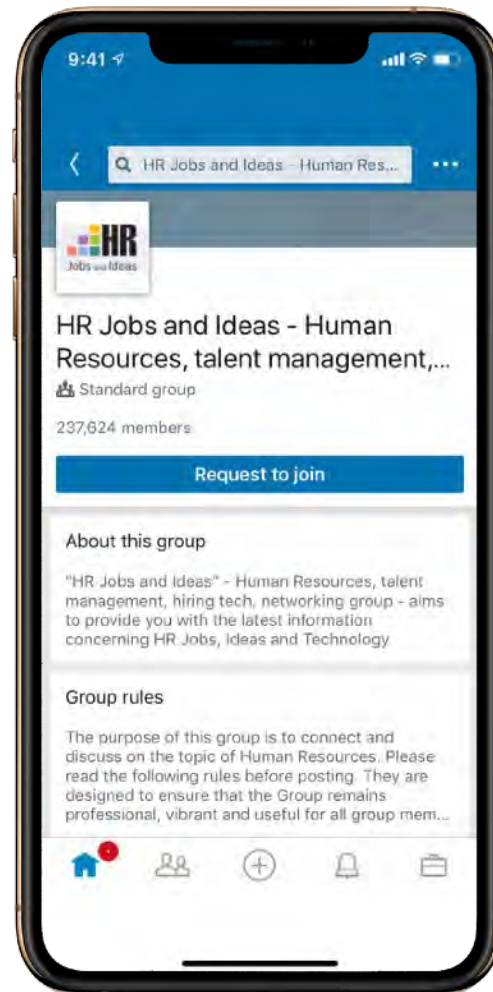 9:41
HR Jobs and Ideas - Human Res...
HR
Jobs and Ideas
HR Jobs and Ideas - Human
Resources, talent management,...
Standard group
237,624 members
Request to join
About this group
"HR Jobs and Ideas" - Human Resources, talent
management, hiring tech, networking group - aims
to provide you with the latest information
concerning HR Jobs, Ideas and Technology
Group rules
The purpose of this group is to connect and
discuss on the topic of Human Resources. Please
read the following rules before posting. They are
designed to ensure that the Group remains
professional, vibrant and useful for all group mem...